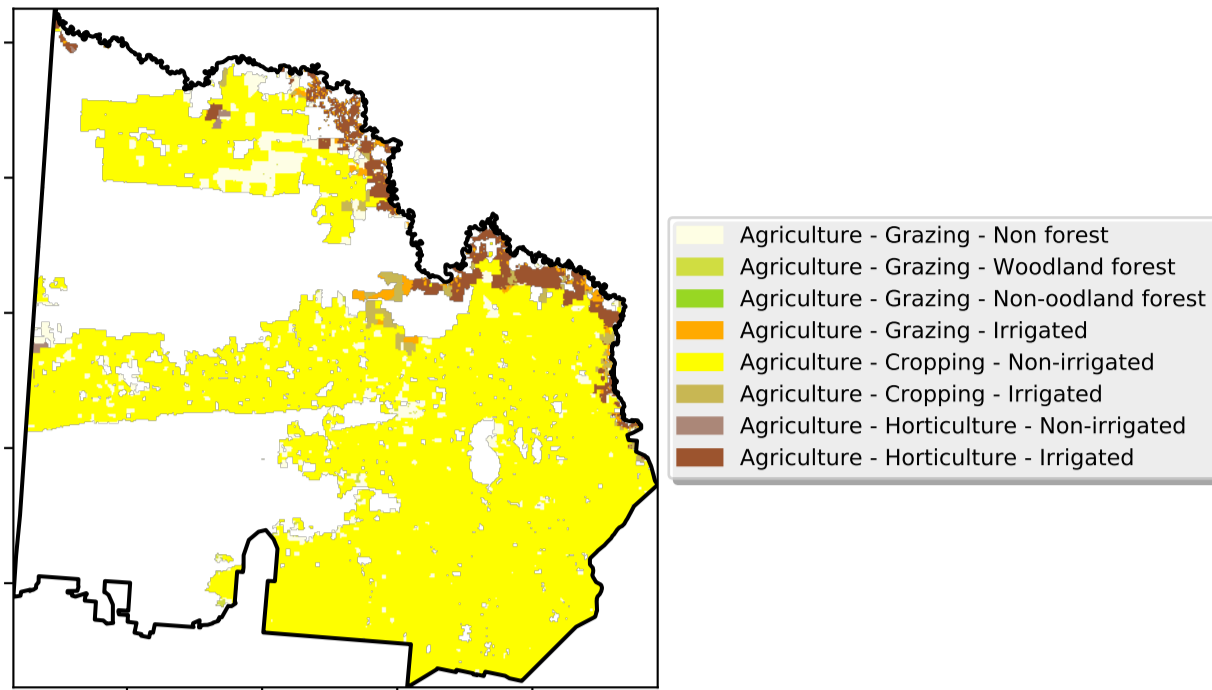 Agriculture - Grazing - Non forest
Agriculture - Grazing - Woodland forest
Agriculture - Grazing - Non-oodland forest
Agriculture - Grazing - Irrigated
Agriculture - Cropping - Non-irrigated
Agriculture - Cropping - Irrigated
Agriculture - Horticulture - Non-irrigated
Agriculture - Horticulture - Irrigated